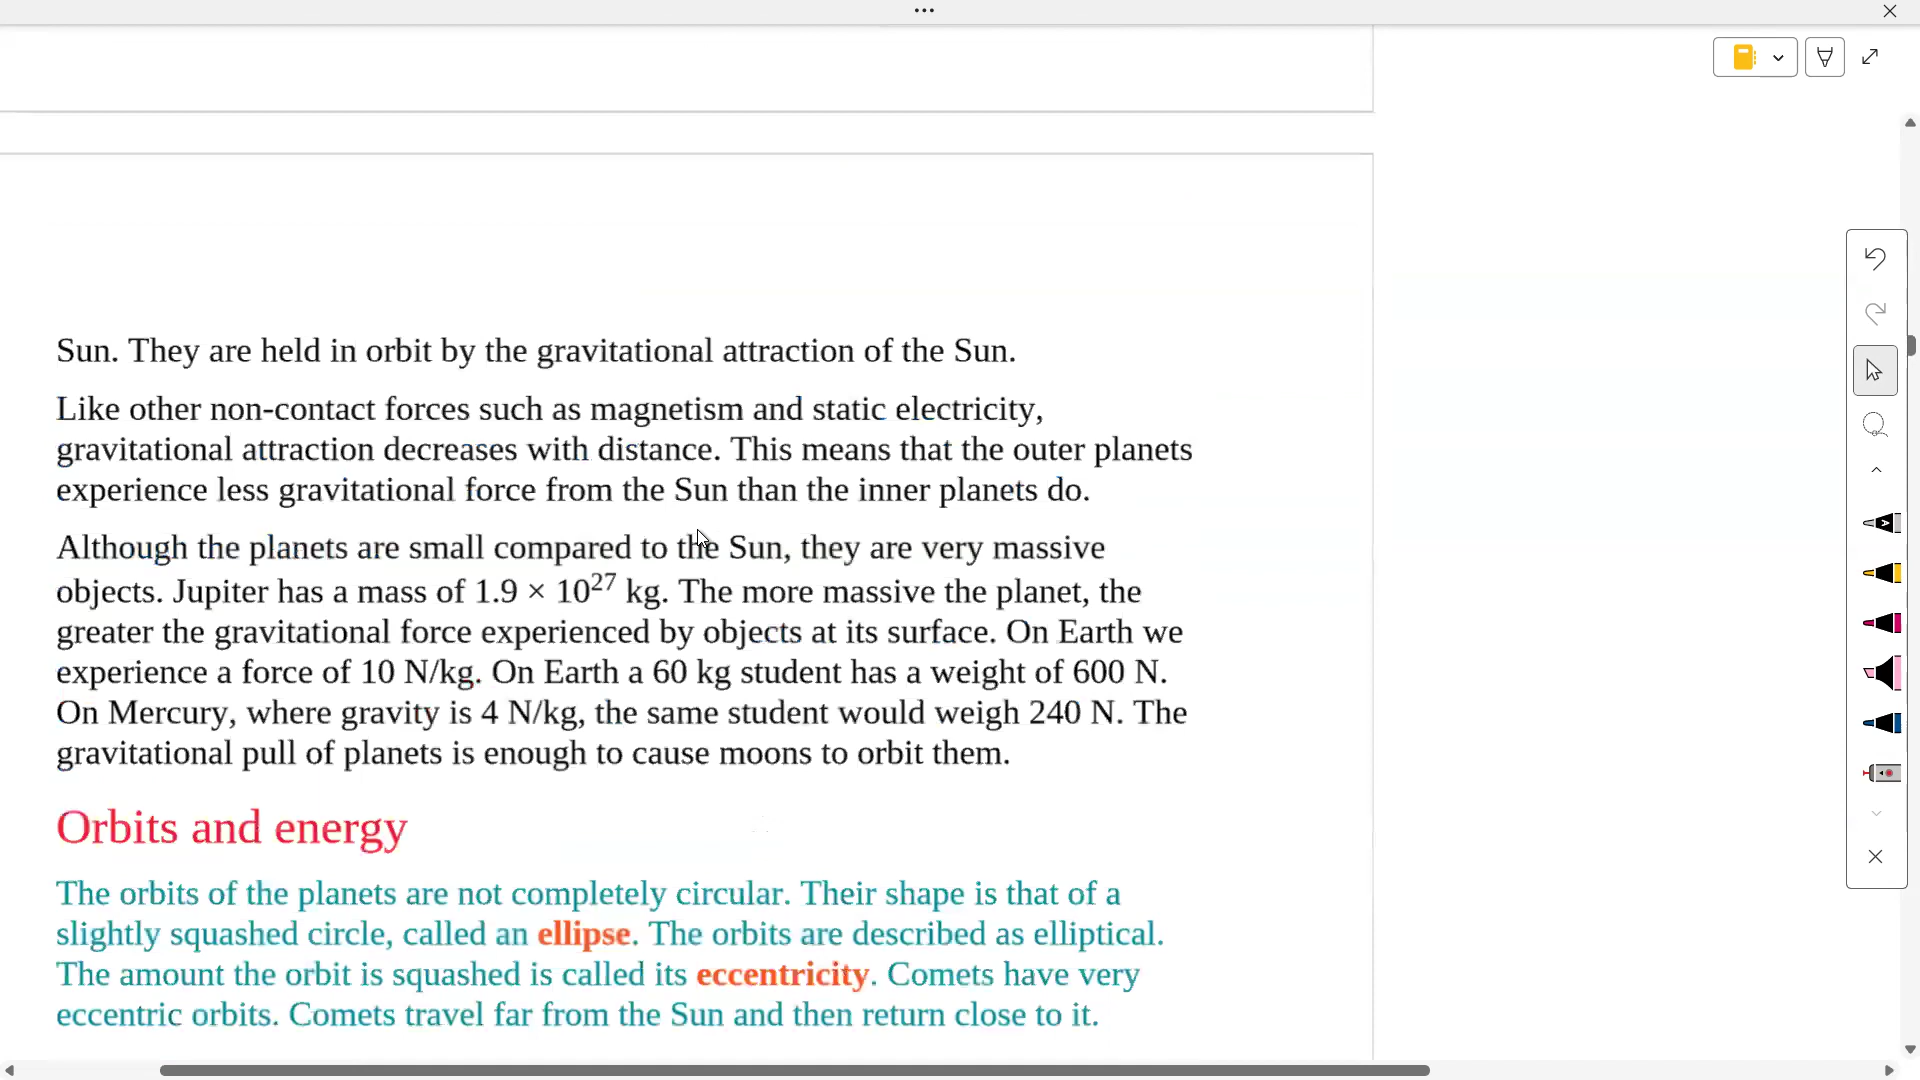 Sun. They are held in orbit by the gravitational attraction of the Sun.
Like other non-contact forces such as magnetism and static electricity,
gravitational attraction decreases with distance. This means that the outer planets
experience less gravitational force from the Sun than the inner planets do.
Although the planets are small compared to the Sun, they are very massive
objects. Jupiter has a mass of 1.9 × 10²⁷ kg. The more massive the planet, the
greater the gravitational force experienced by objects at its surface. On Earth we
experience a force of 10 N/kg. On Earth a 60 kg student has a weight of 600 N.
On Mercury, where gravity is 4 N/kg, the same student would weigh 240 N. The
gravitational pull of planets is enough to cause moons to orbit them.
Orbits and energy
The orbits of the planets are not completely circular. Their shape is that of a
slightly squashed circle, called an ellipse. The orbits are described as elliptical.
The amount the orbit is squashed is called its eccentricity. Comets have very
eccentric orbits. Comets travel far from the Sun and then return close to it.